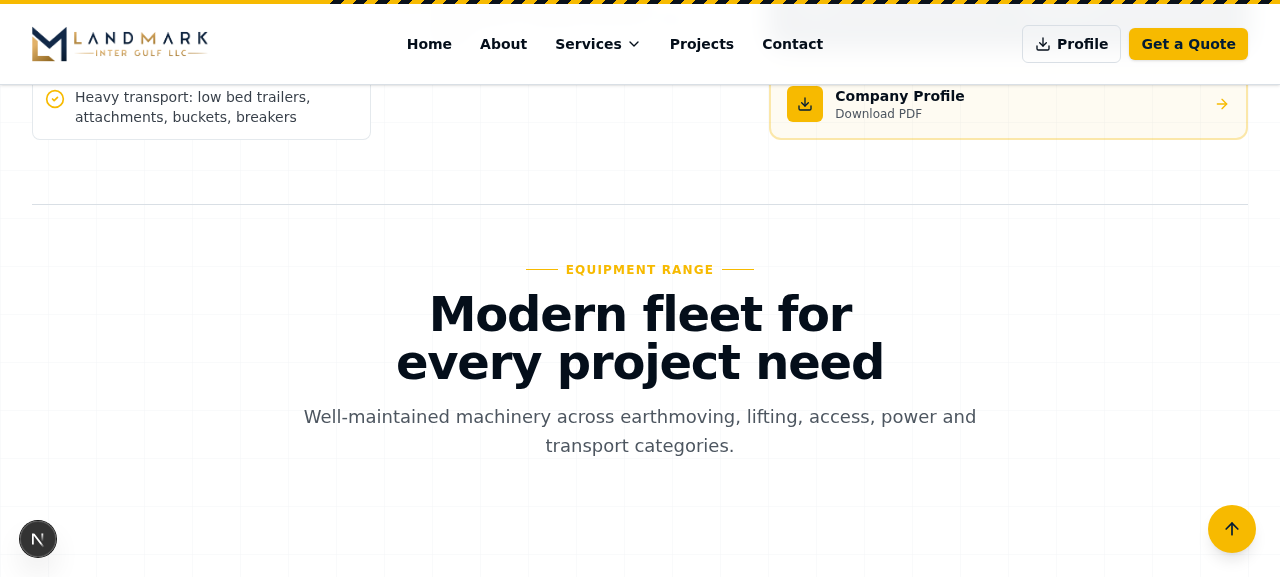 LANDMARK
INTER GULF LLC
Home
About
Services
Projects
Contact
Profile
Get a Quote
Heavy transport: low bed trailers,
attachments, buckets, breakers
Company Profile
Download PDF
EQUIPMENT RANGE
Modern fleet for
every project need
Well-maintained machinery across earthmoving, lifting, access, power and
transport categories.
N